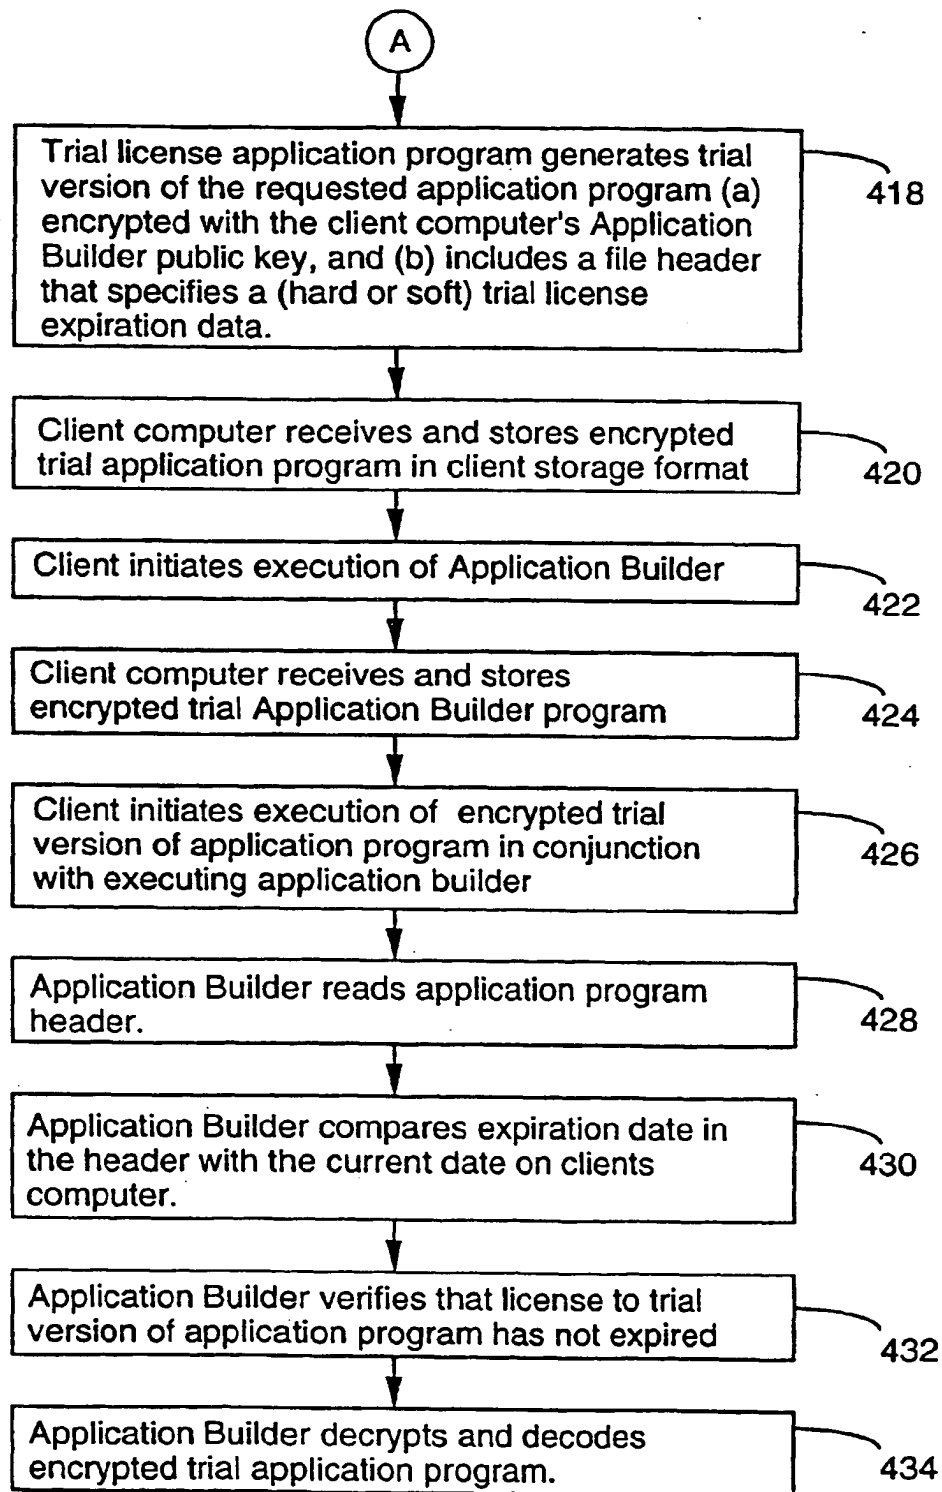 A
Trial license application program generates trial
version of the requested application program (a)
encrypted with the client computer's Application
Builder public key, and (b) includes a file header
that specifies a (hard or soft) trial license
expiration data.
418
Client computer receives and stores encrypted
trial application program in client storage format
420
Client initiates execution of Application Builder
422
Client computer receives and stores
encrypted trial Application Builder program
424
Client initiates execution of encrypted trial
version of application program in conjunction
with executing application builder
426
Application Builder reads application program
header.
428
Application Builder compares expiration date in
the header with the current date on clients
computer.
430
Application Builder verifies that license to trial
version of application program has not expired
432
Application Builder decrypts and decodes
encrypted trial application program.
434